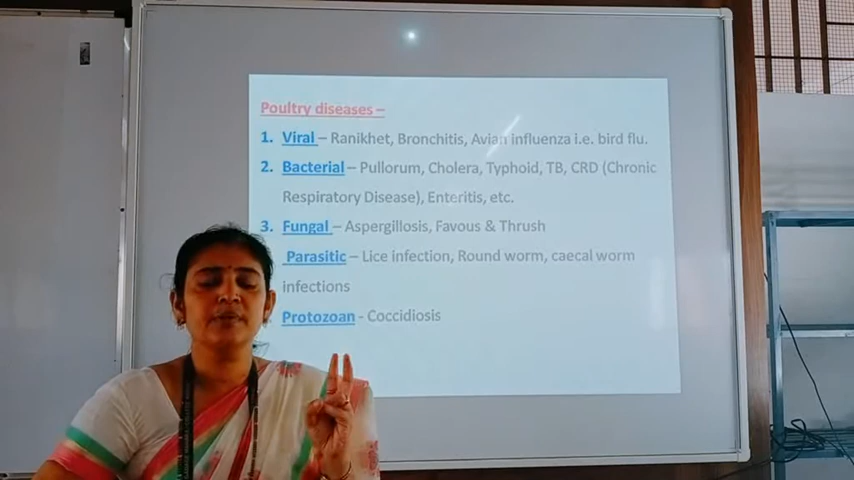 Poultry diseases –
1. Viral – Ranikhet, Bronchitis, Avian influenza i.e. bird flu.
2. Bacterial – Pullorum, Cholera, Typhoid, TB, CRD (Chronic
Respiratory Disease), Enteritis, etc.
3. Fungal – Aspergillosis, Favous & Thrush
Parasitic – Lice infection, Round worm, caecal worm
infections
Protozoan - Coccidiosis